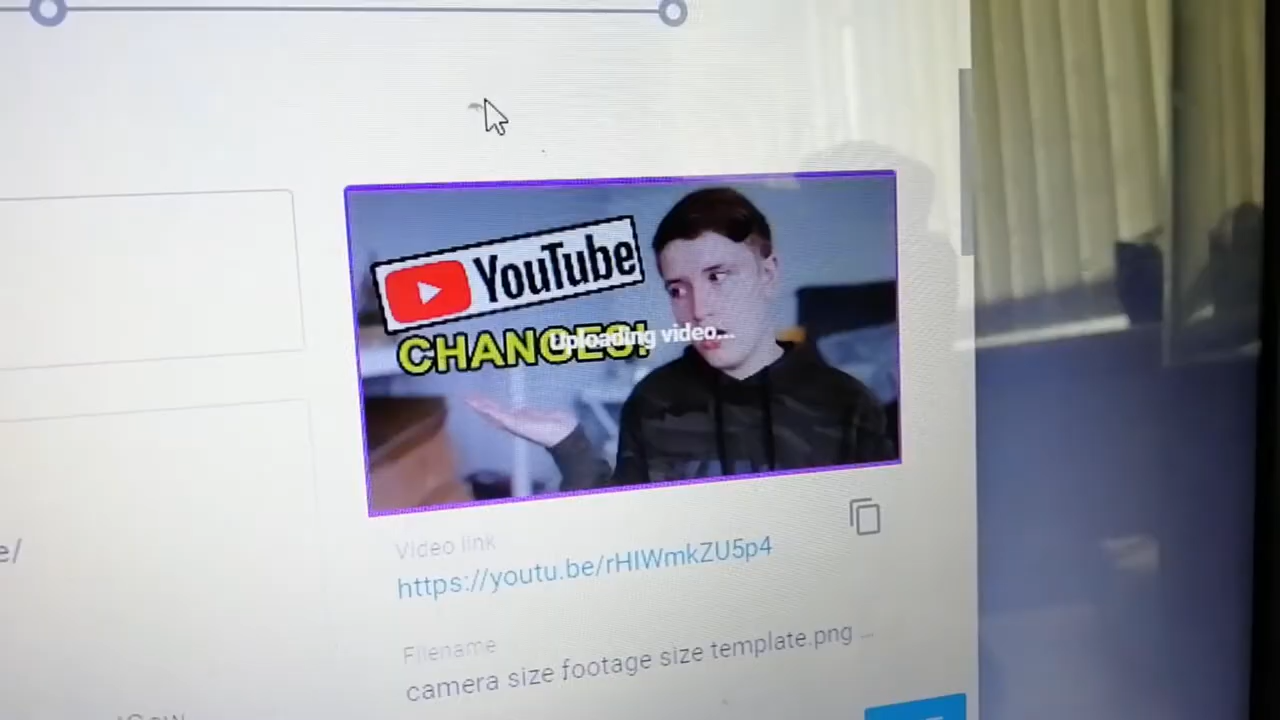 YouTube
CHANGES!
Uploading video...
Video link
https://youtu.be/rHIWmkZU5p4
e/
Filename
camera size footage size template.png ...